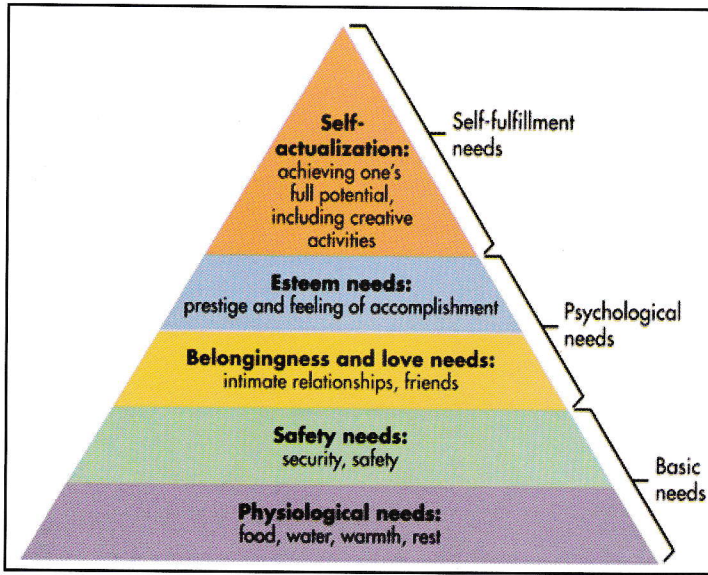 Self-
actualization:
achieving one's
full potential,
including creative
activities
Esteem needs:
prestige and feeling of accomplishment
Belongingness and love needs:
intimate relationships, friends
Safety needs:
security, safety
Physiological needs:
food, water, warmth, rest
Self-fulfillment
needs
Psychological
needs
Basic
needs